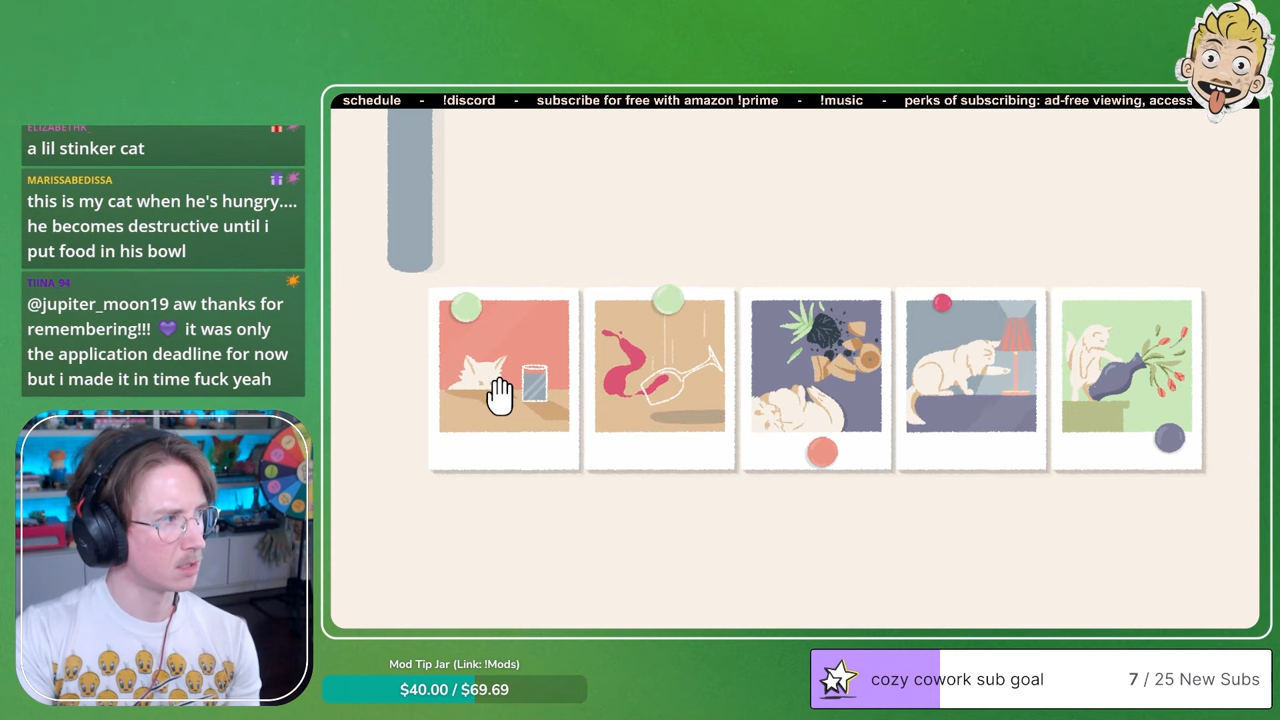 schedule - !discord - subscribe for free with amazon !prime - !music - perks of subscribing: ad-free viewing, access
ELIZABETHK_
a lil stinker cat
MARISSABEDISSA
this is my cat when he's hungry....
he becomes destructive until i
put food in his bowl
TIINA_94
@jupiter_moon19 aw thanks for
remembering!!! 💜 it was only
the application deadline for now
but i made it in time fuck yeah
Mod Tip Jar (Link: !Mods)
$40.00 / $69.69
cozy cowork sub goal 7 / 25 New Subs